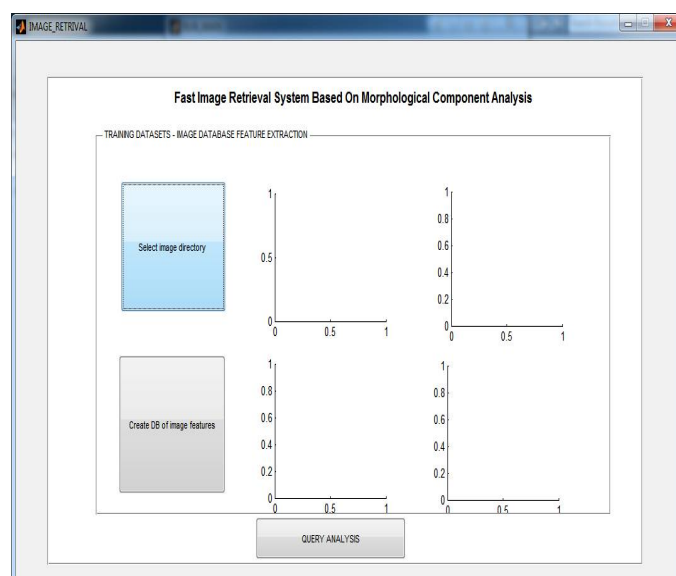 IMAGE_RETRIVAL
Fast Image Retrieval System Based On Morphological Component Analysis
TRAINING DATASETS - IMAGE DATABASE FEATURE EXTRACTION
Select image directory
1
0.5
0
0 0.5 1
1
0.8
0.6
0.4
0.2
0
0 0.5 1
Create DB of image features
1
0.8
0.6
0.4
0.2
0
0 0.5 1
1
0.8
0.6
0.4
0.2
0
0 0.5 1
QUERY ANALYSIS